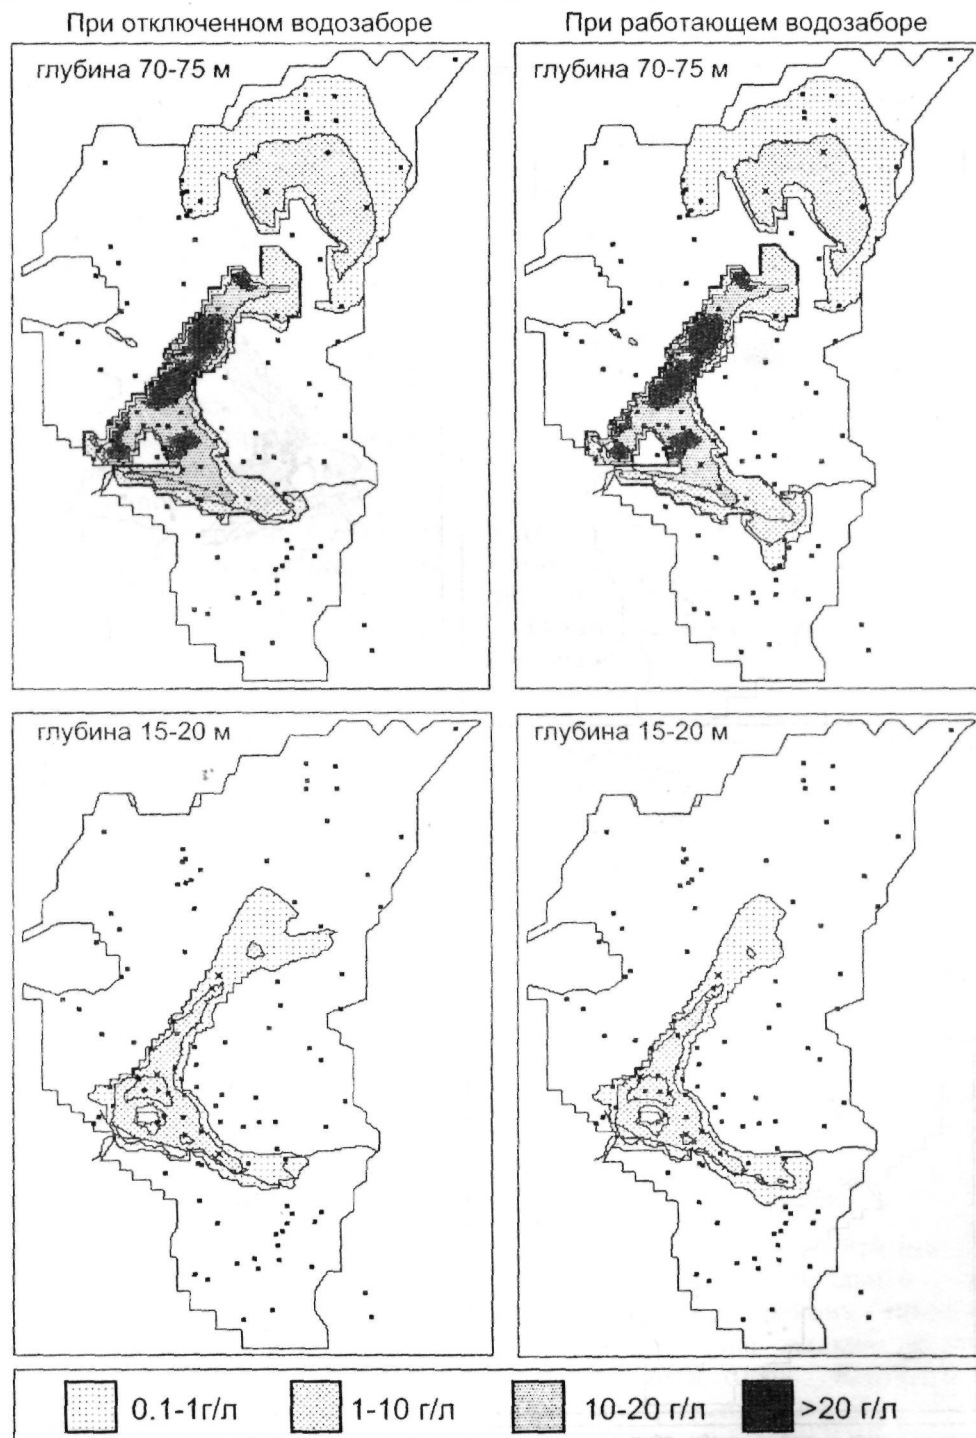 При отключенном водозаборе
При работающем водозаборе
глубина 70-75 м
глубина 70-75 м
глубина 15-20 м
глубина 15-20 м
0.1-1г/л
1-10 г/л
10-20 г/л
>20 г/л